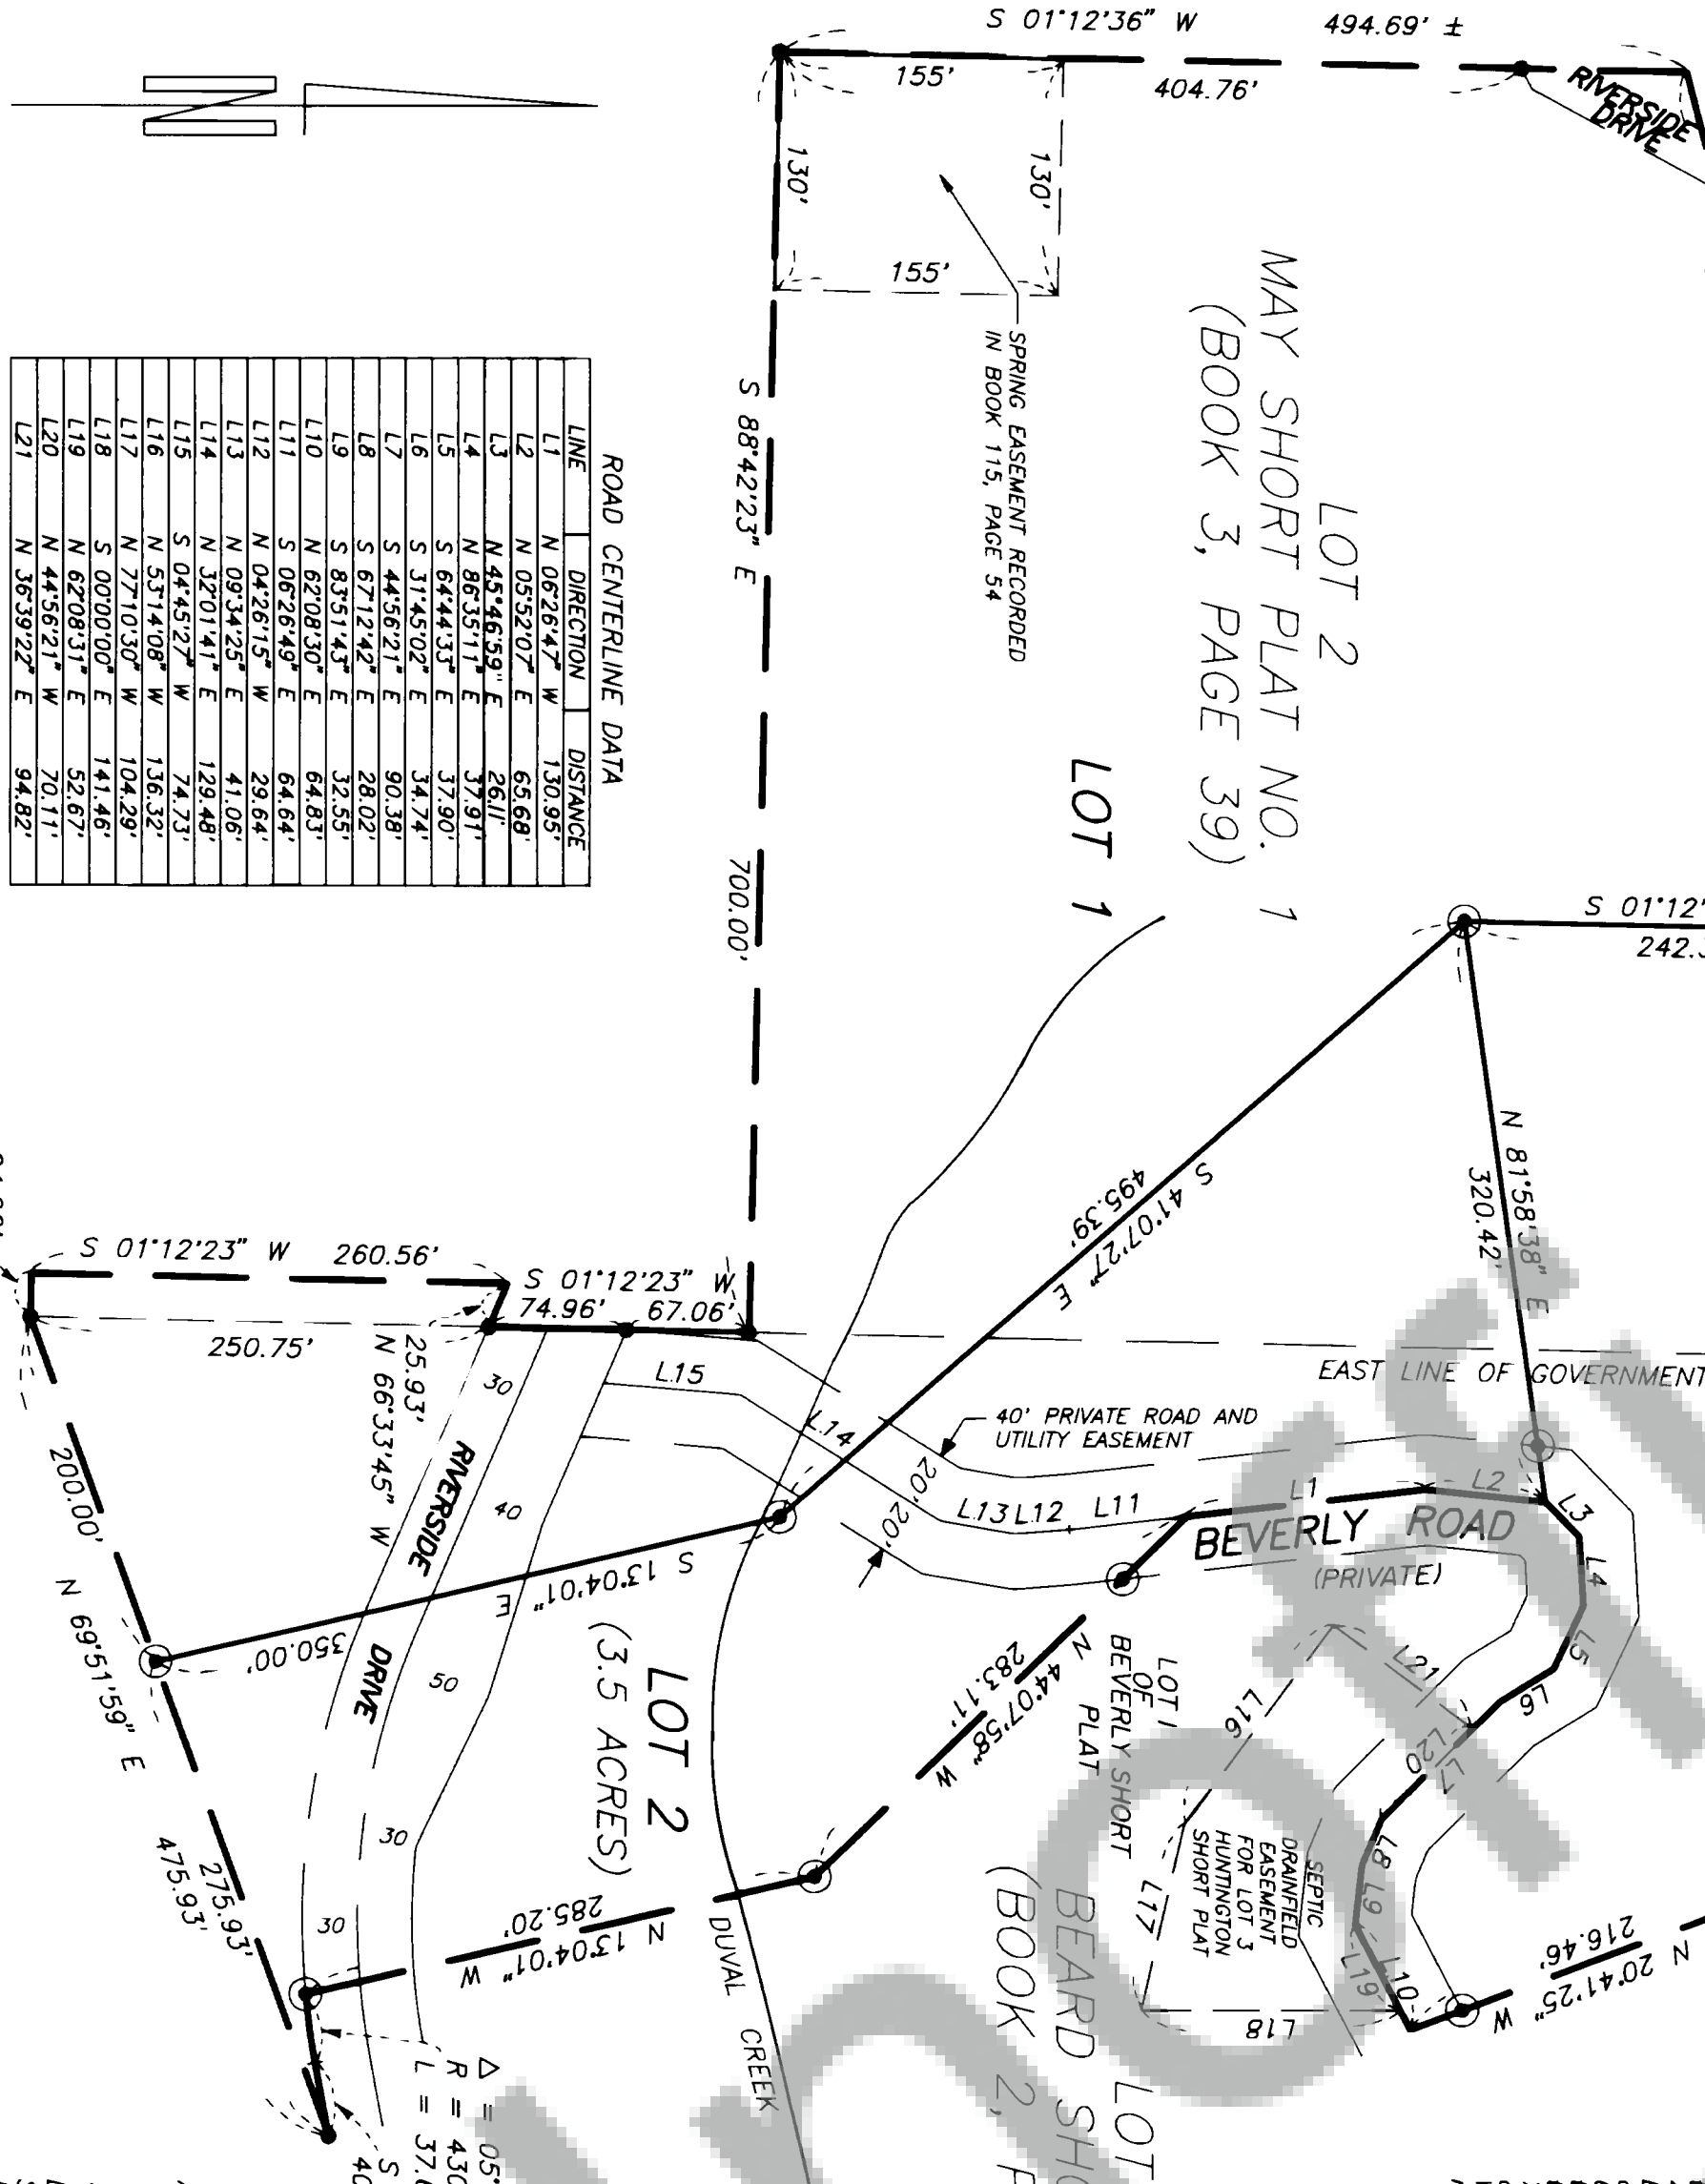 S 01°12'36" W 494.69' ±
155'
404.76'
RIVERSIDE
DRIVE
130'
130'
155'
SPRING EASEMENT RECORDED
IN BOOK 115, PAGE 54
LOT 2
MAY SHORT PLAT NO. 1
(BOOK 3, PAGE 39)
LOT 1
S 88°42'23" E 700.00'
ROAD CENTERLINE DATA
LINE DIRECTION DISTANCE
L1 N 06°26'47" W 130.95'
L2 N 05°52'07" E 65.68'
L3 N 45°46'59" E 26.11'
L4 N 86°35'11" E 37.91'
L5 S 64°44'33" E 37.90'
L6 S 31°45'02" E 34.74'
L7 S 44°56'21" E 90.38'
L8 S 67°12'42" E 28.02'
L9 S 83°51'43" E 32.55'
L10 N 62°08'30" E 64.83'
L11 S 06°26'49" E 64.64'
L12 N 04°26'15" W 29.64'
L13 N 09°34'25" E 41.06'
L14 N 32°01'41" E 129.48'
L15 S 04°45'27" W 74.73'
L16 N 53°14'08" W 136.32'
L17 N 77°10'30" W 104.29'
L18 S 00°00'00" E 141.46'
L19 N 62°08'31" E 52.67'
L20 N 44°56'21" W 70.11'
L21 N 36°39'22" E 94.82'
S 01°12'
242.
N 81°58'38" E
320.42'
S 41°07'27" E
495.39'
S 01°12'23" W 260.56'
S 01°12'23" W
74.96' 67.06'
250.75'
25.93'
N 66°33'45" W
EAST LINE OF GOVERNMENT
L15
L14
40' PRIVATE ROAD AND
UTILITY EASEMENT
20' 20'
L13 L12 L11
L1
L2
L3
L4
L5
L6
L7
L8
L9
L10
BEVERLY ROAD
(PRIVATE)
30
40
50
30
30
RIVERSIDE
DRIVE
200.00'
N 69°51'59" E
275.93'
475.93'
S 13°04'01" E
350.00'
LOT 2
(3.5 ACRES)
N 44°07'58" W
283.11'
LOT 1
OF
BEVERLY SHORT
PLAT
L16
L17
L18
L19
L20
L21
SEPTIC
DRAINFIELD
EASEMENT
FOR LOT 3
HUNTINGTON
SHORT PLAT
N 13°04'01" W
285.20'
DUVAL CREEK
N 20°41'25" W
216.46'
LOT
BEARD SHO
(BOOK 2, P
Δ = 05°
R = 430
L = 37.
S
40